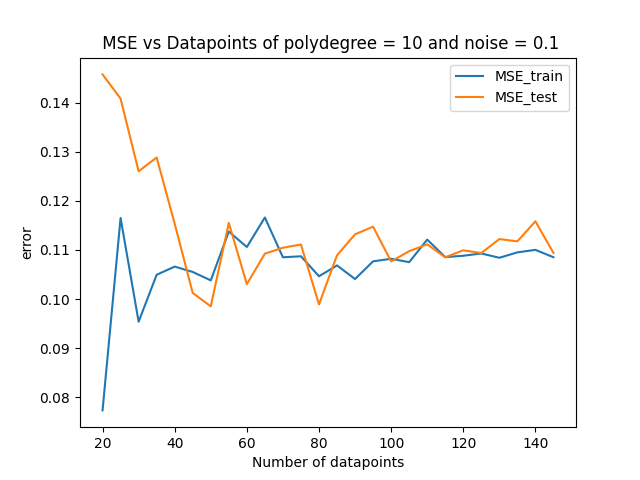 MSE vs Datapoints of polydegree = 10 and noise = 0.1
MSE_train
MSE_test
0.14
0.13
0.12
0.11
0.10
0.09
0.08
error
20 40 60 80 100 120 140
Number of datapoints